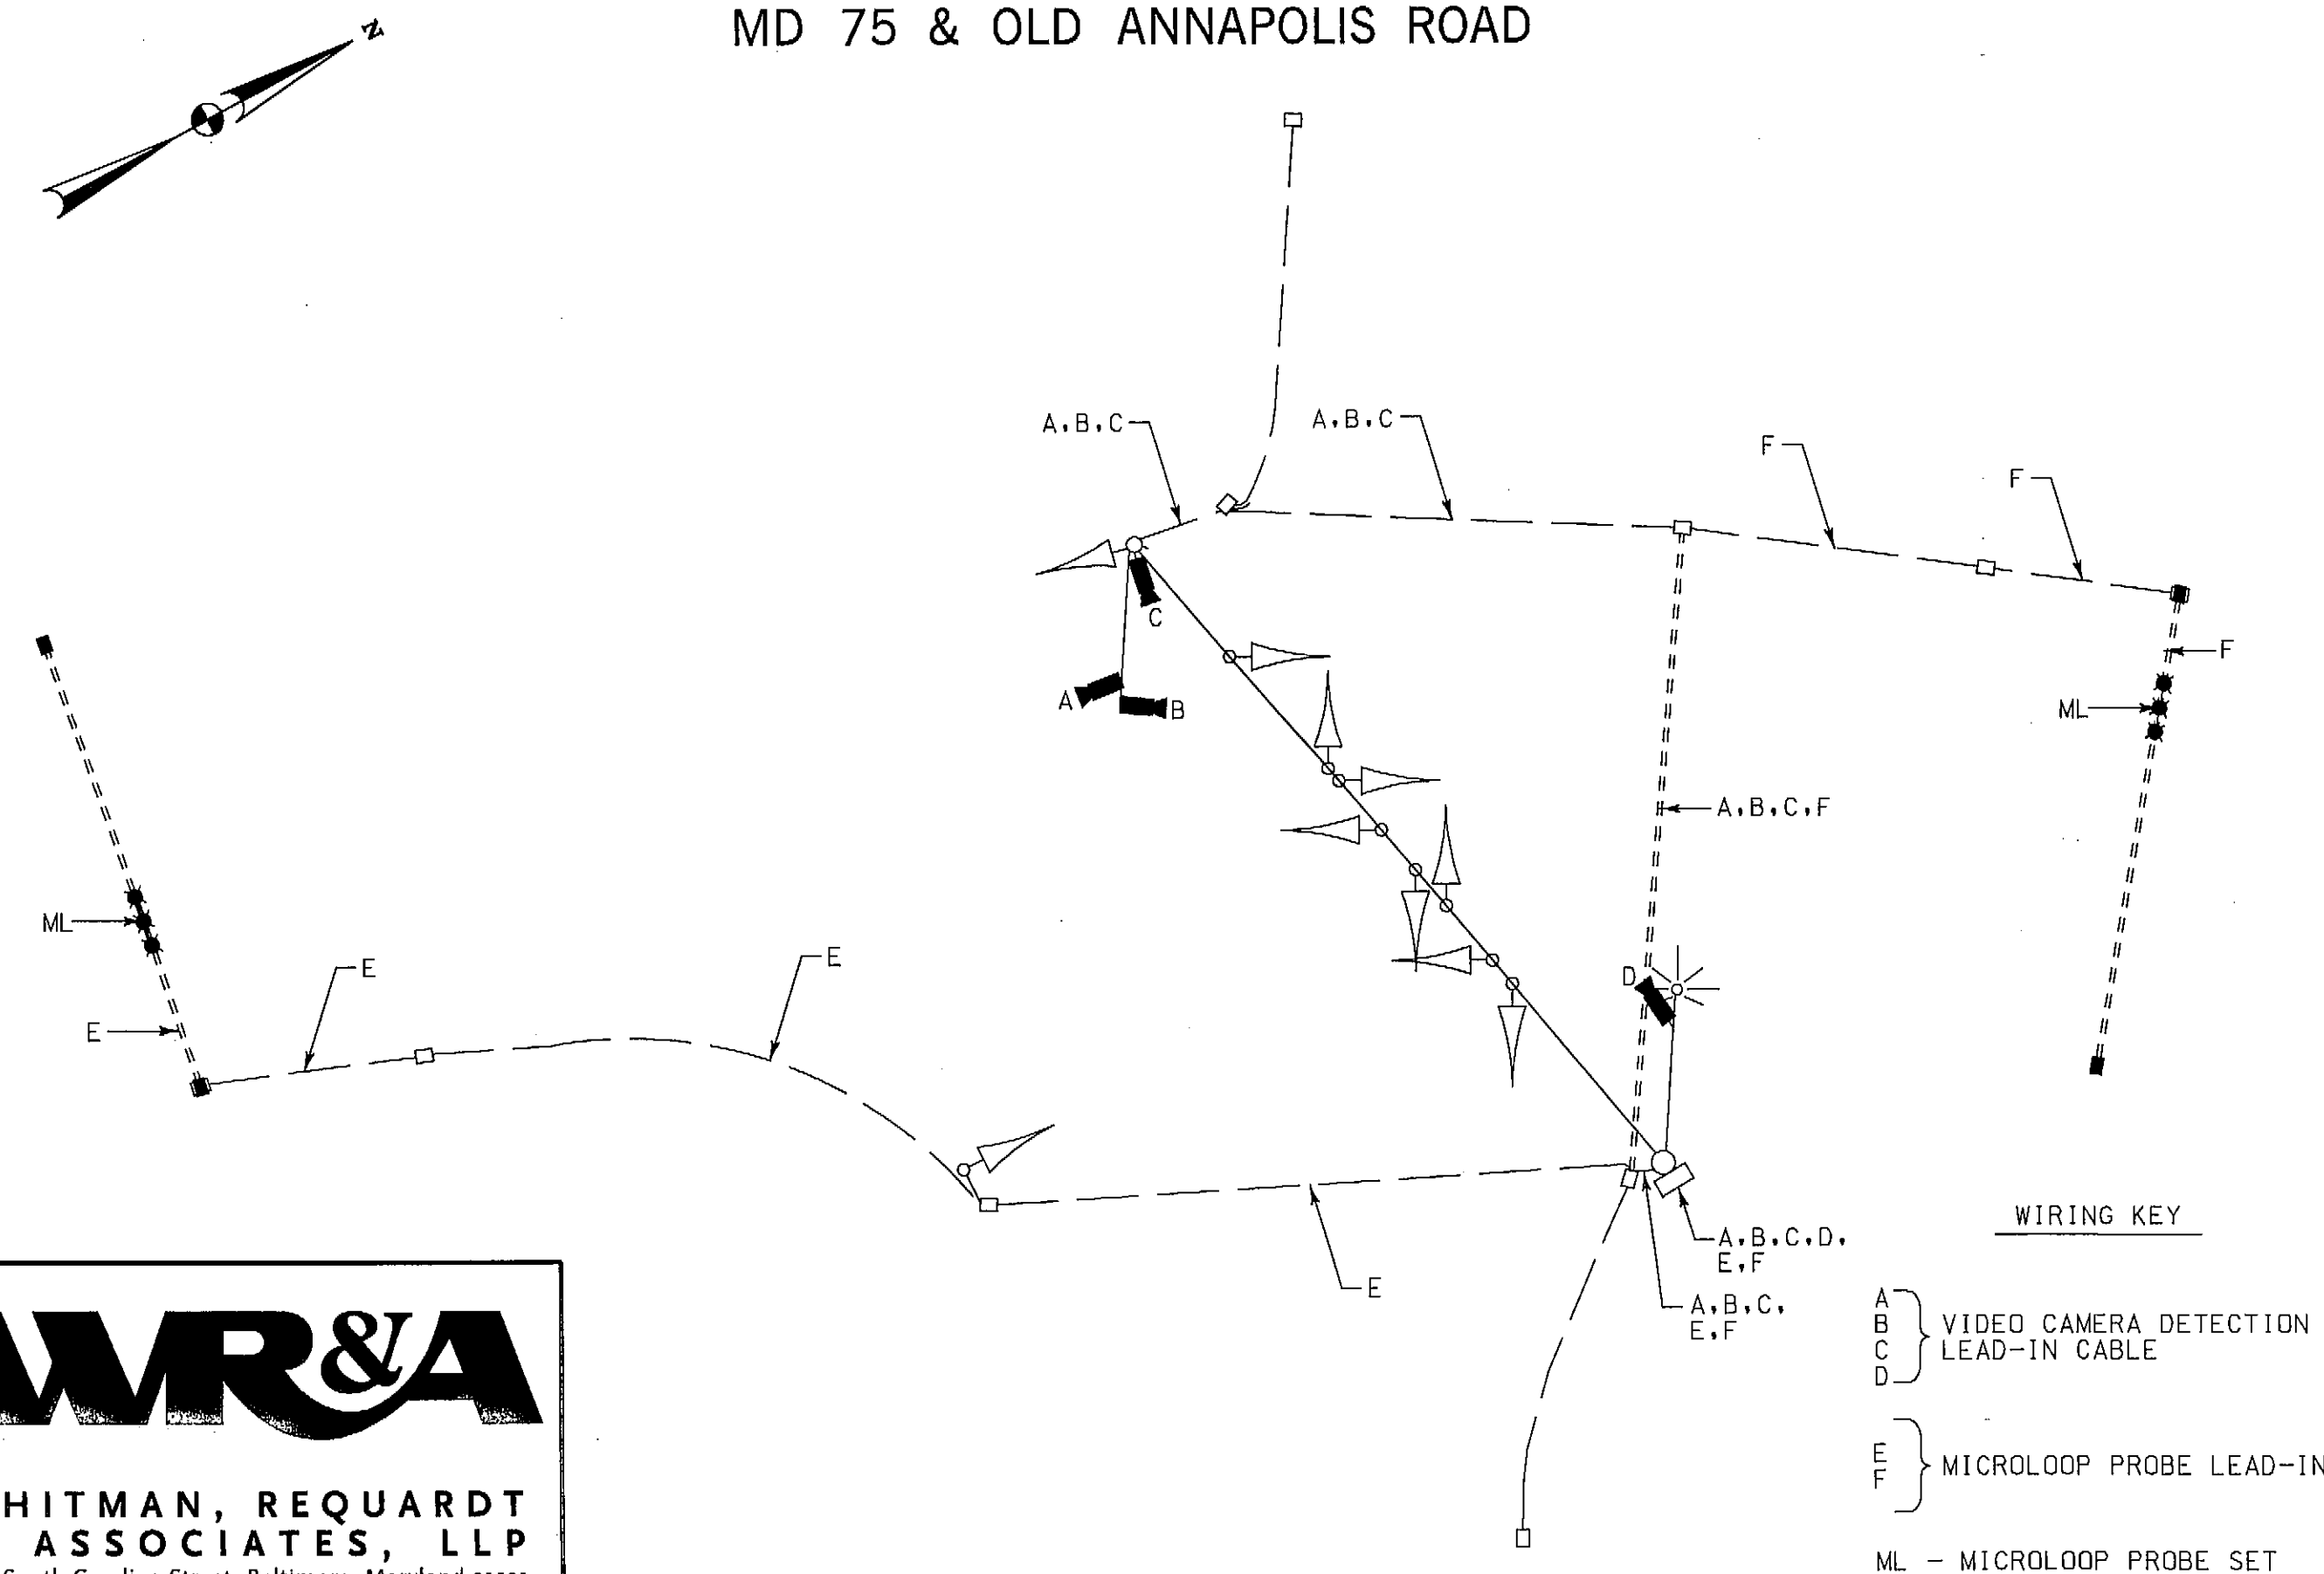 MD 75 & OLD ANNAPOLIS ROAD
N
A,B,C
A,B,C
F
F
C
F
A
B
ML
A,B,C,F
ML
D
E
E
E
WIRING KEY
A,B,C,D,
E,F
E
A,B,C,
E,F
A
B
C
D
VIDEO CAMERA DETECTION
LEAD-IN CABLE
WR&A
E
F
MICROLOOP PROBE LEAD-IN
HITMAN, REQUARDT
ASSOCIATES, LLP
ML - MICROLOOP PROBE SET